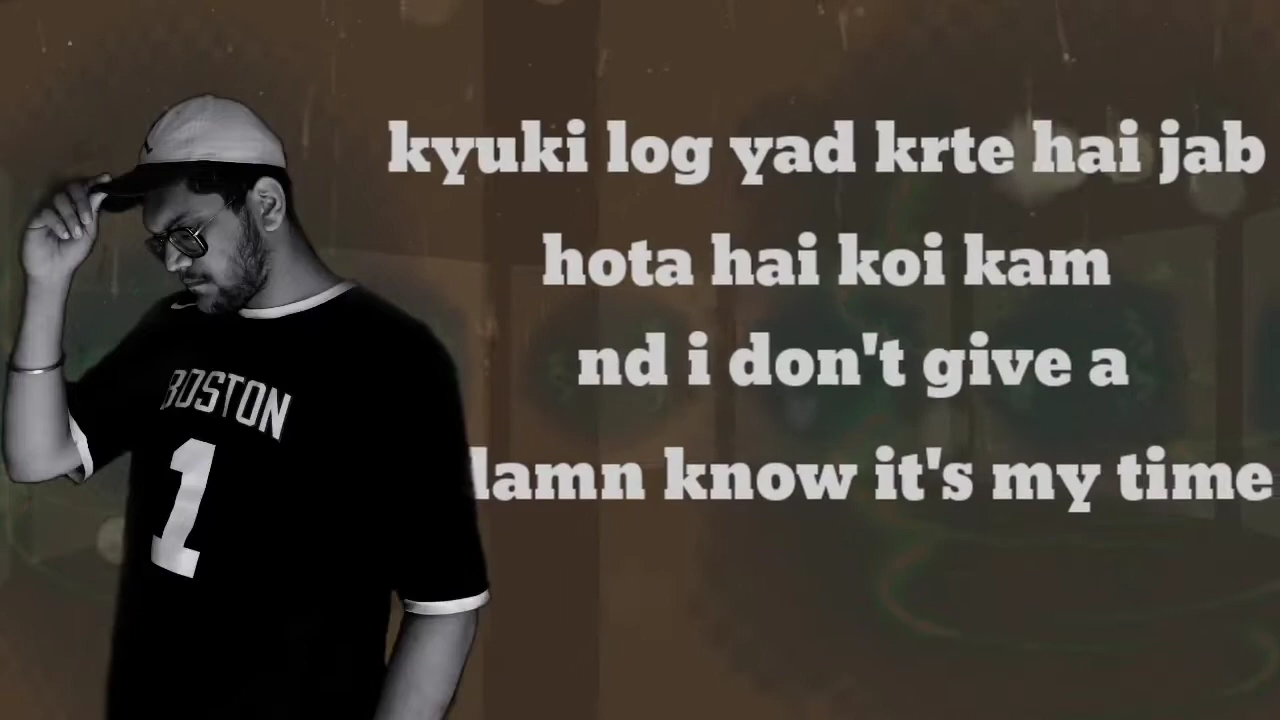 kyuki log yad krte hai jab
hota hai koi kam
nd i don't give a
damn know it's my time
BOSTON
1